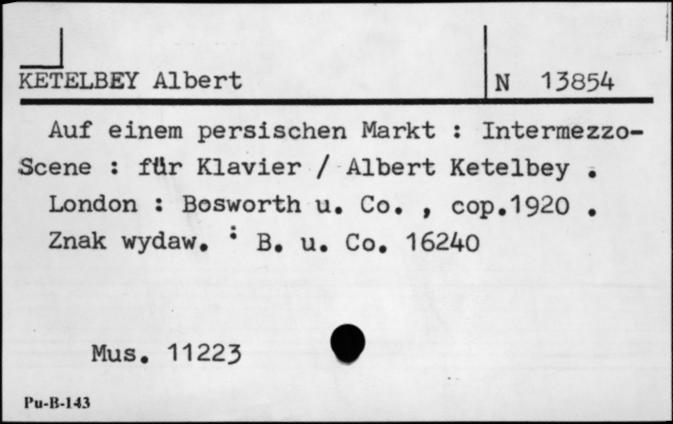 KETELBEY Albert
N 13854
Auf einem persischen Markt : Intermezzo-
Scene : für Klavier / Albert Ketelbey .
London : Bosworth u. Co. , cop.1920 .
Znak wydaw. : B. u. Co. 16240
Mus. 11223
Pu-B-143